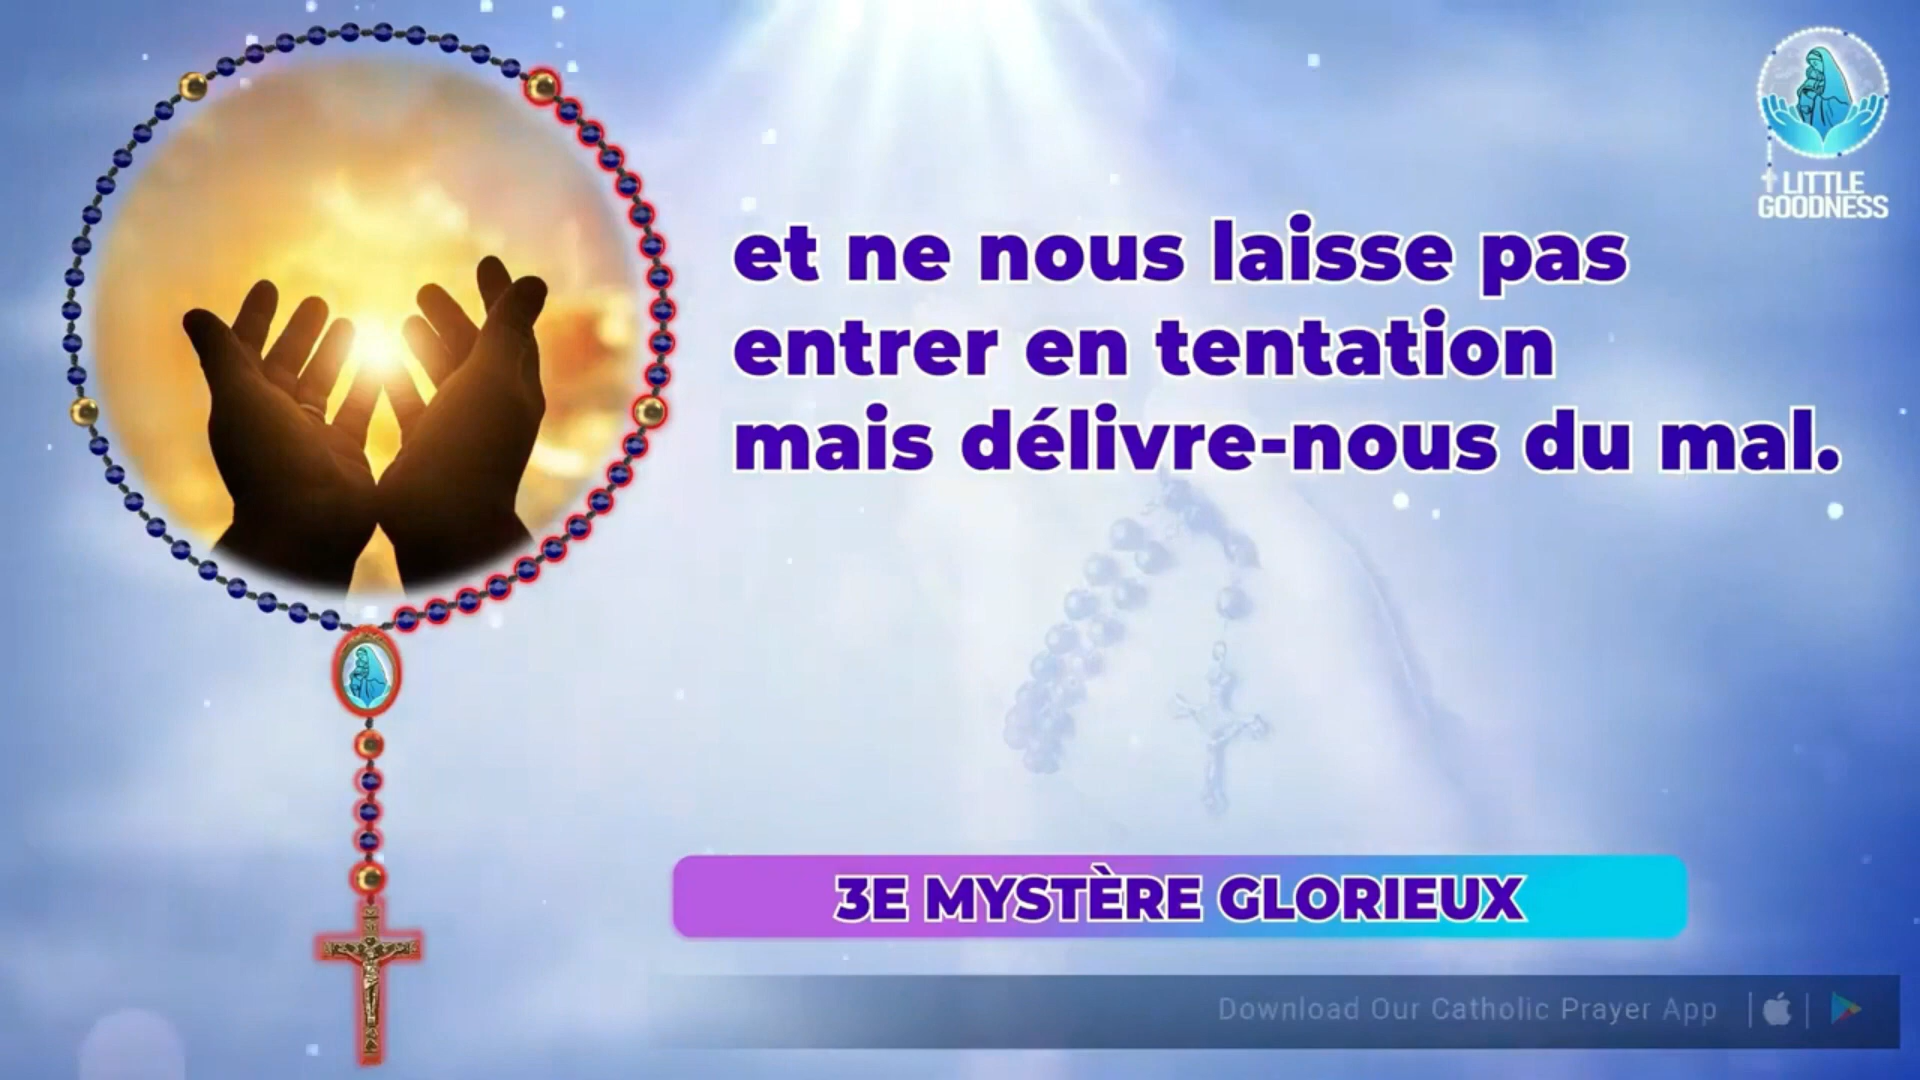 LITTLE
GOODNESS
et ne nous laisse pas
entrer en tentation
mais délivre-nous du mal.
3E MYSTÈRE GLORIEUX
Download Our Catholic Prayer App